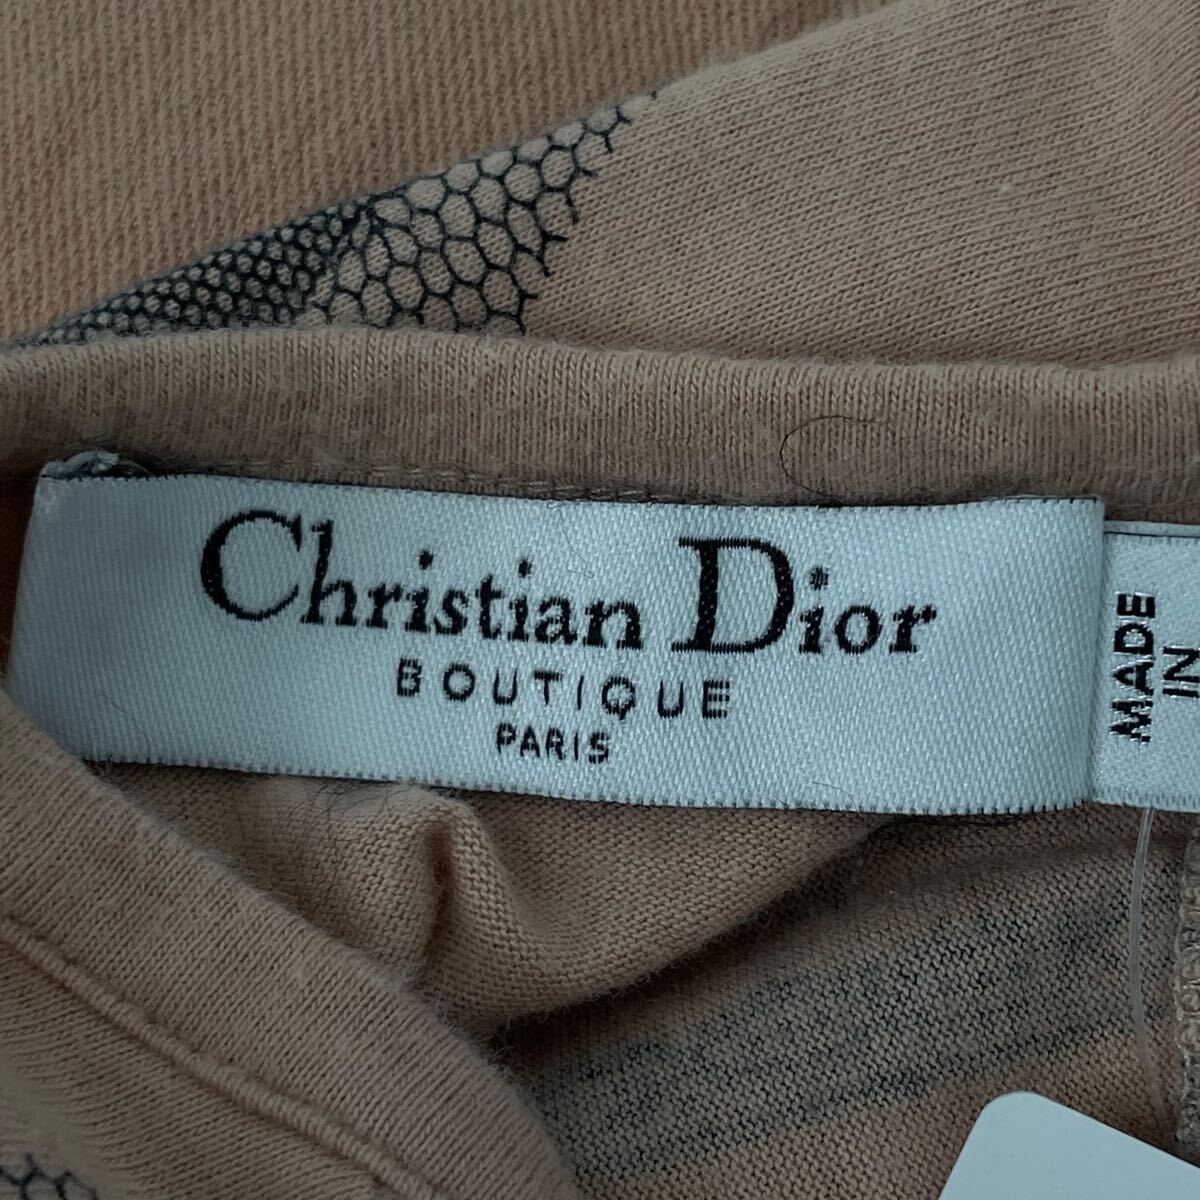 Christian Dior
BOUTIQUE
PARIS
MADE
IN